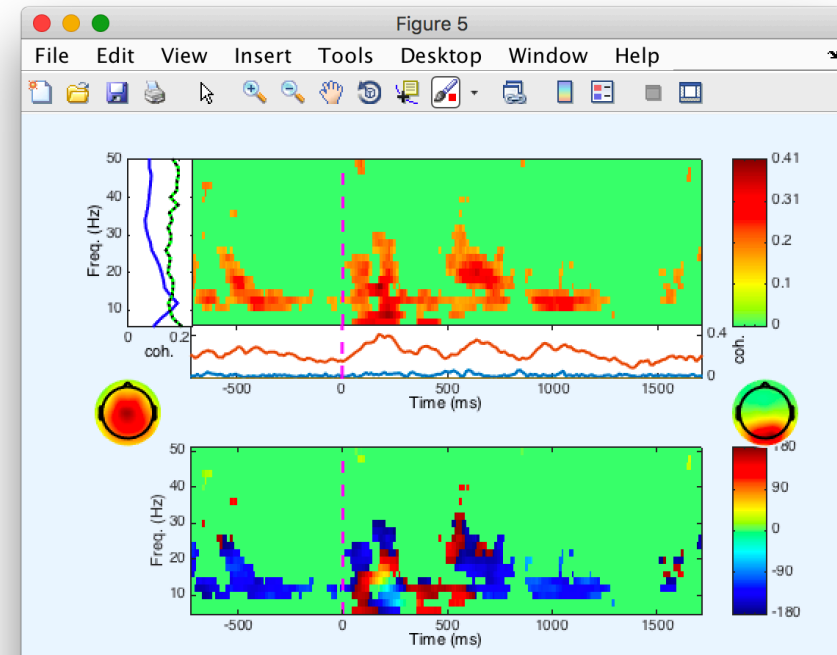 Figure 5
File Edit View Insert Tools Desktop Window Help
50
40
30
20
10
Freq. (Hz)
0 0.2
coh.
0.41
0.31
0.2
0.1
0
0.4
0
coh.
-500 0 500 1000 1500
Time (ms)
50
40
30
20
10
Freq. (Hz)
180
90
0
-90
-180
-500 0 500 1000 1500
Time (ms)